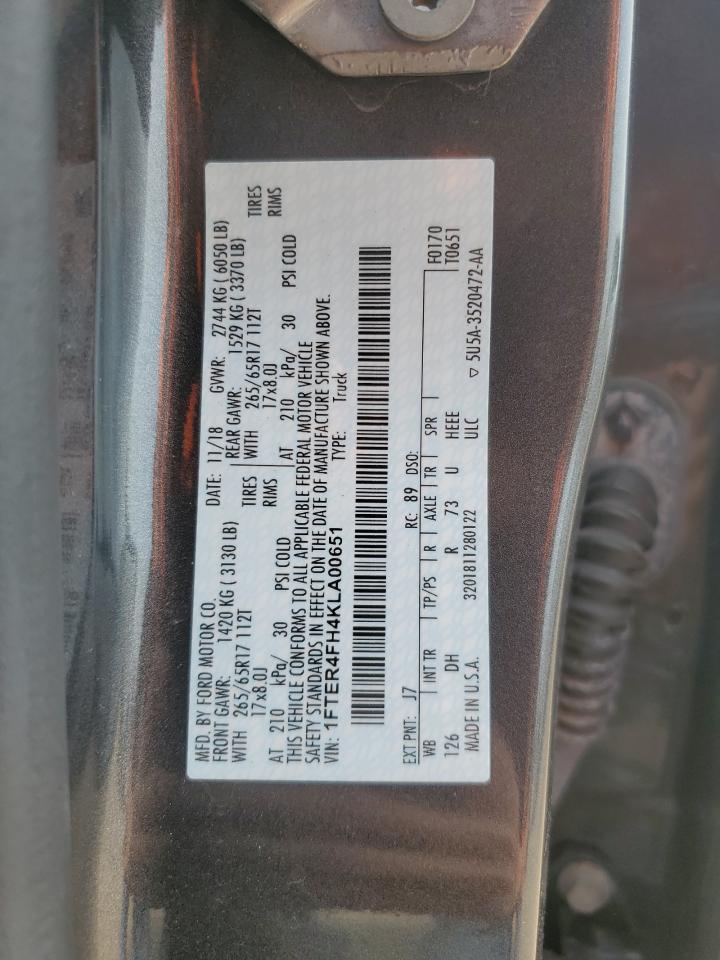 MFD. BY FORD MOTOR CO.
DATE: 11/18 GVWR: 2744 KG ( 6050 LB)
FRONT GAWR: 1420 KG ( 3130 LB) REAR GAWR: 1529 KG ( 3370 LB)
WITH 265/65R17 112T TIRES WITH 265/65R17 112T TIRES
17x8.0J RIMS 17x8.0J RIMS
AT 210 kPa/ 30 PSI COLD AT 210 kPa/ 30 PSI COLD
THIS VEHICLE CONFORMS TO ALL APPLICABLE FEDERAL MOTOR VEHICLE
SAFETY STANDARDS IN EFFECT ON THE DATE OF MANUFACTURE SHOWN ABOVE.
VIN: 1FTER4FH4KLA00651 TYPE: Truck
EXT PNT: J7 RC: 89 DSO: F0170
WB INT TR TP/PS R AXLE TR SPR T0651
126 DH R 73 U HEEE
MADE IN U.S.A. 3201811280122 ULC ▽ 5U5A-3520472-AA